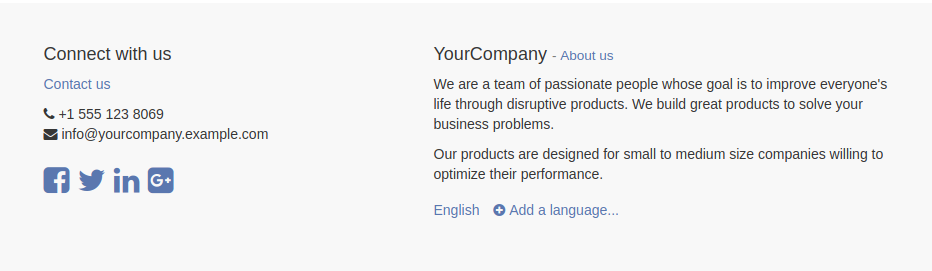 Connect with us
Contact us
+1 555 123 8069
info@yourcompany.example.com
YourCompany - About us
We are a team of passionate people whose goal is to improve everyone's
life through disruptive products. We build great products to solve your
business problems.
Our products are designed for small to medium size companies willing to
optimize their performance.
English Add a language...